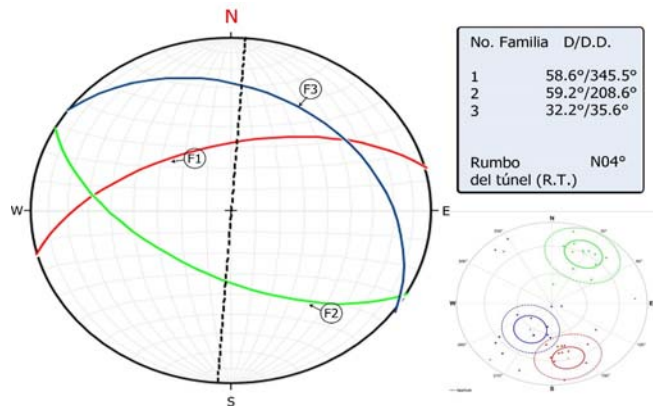 N
F3
F1
W
E
F2
S
No. Familia D/D.D.
1 58.6°/345.5°
2 59.2°/208.6°
3 32.2°/35.6°
Rumbo N04°
del túnel (R.T.)
N
W
E
S